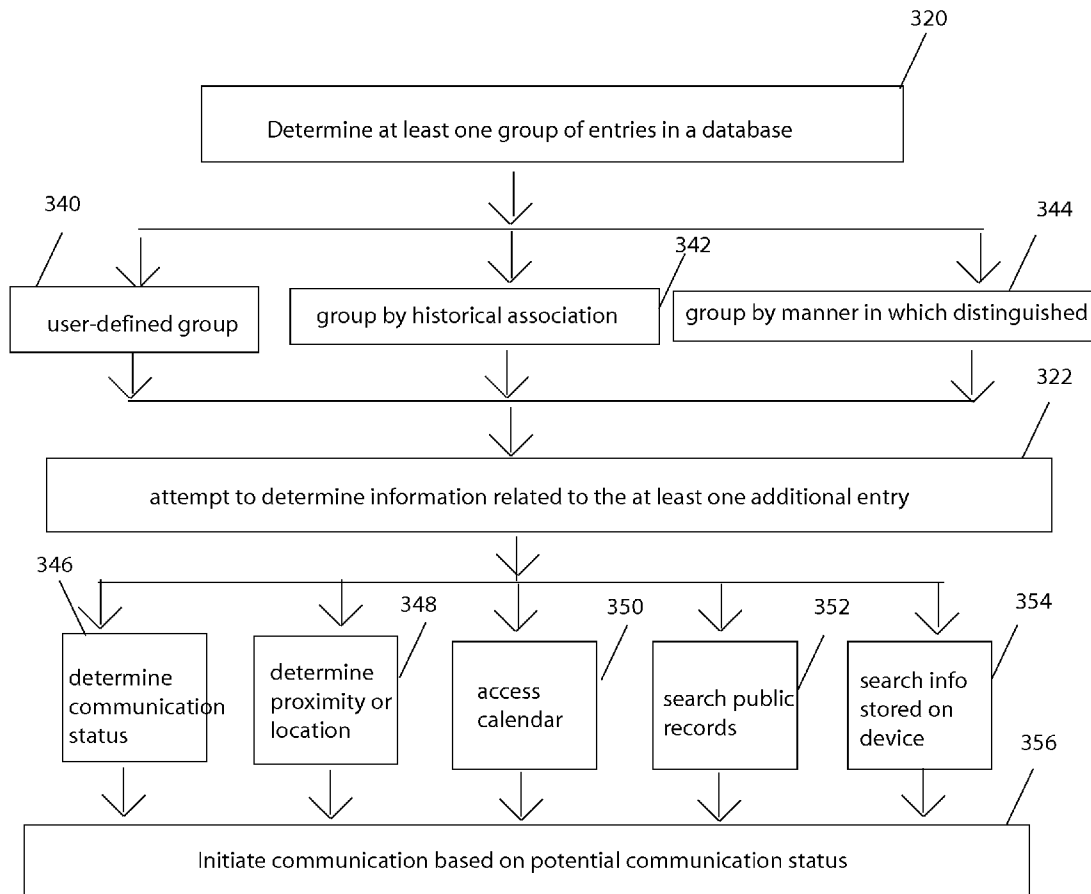 320
Determine at least one group of entries in a database
340
344
342
user-defined group
group by historical association
group by manner in which distinguished
322
attempt to determine information related to the at least one additional entry
346
348
350
352
354
determine
communication
status
determine
proximity or
location
access
calendar
search public
records
search info
stored on
device
356
Initiate communication based on potential communication status